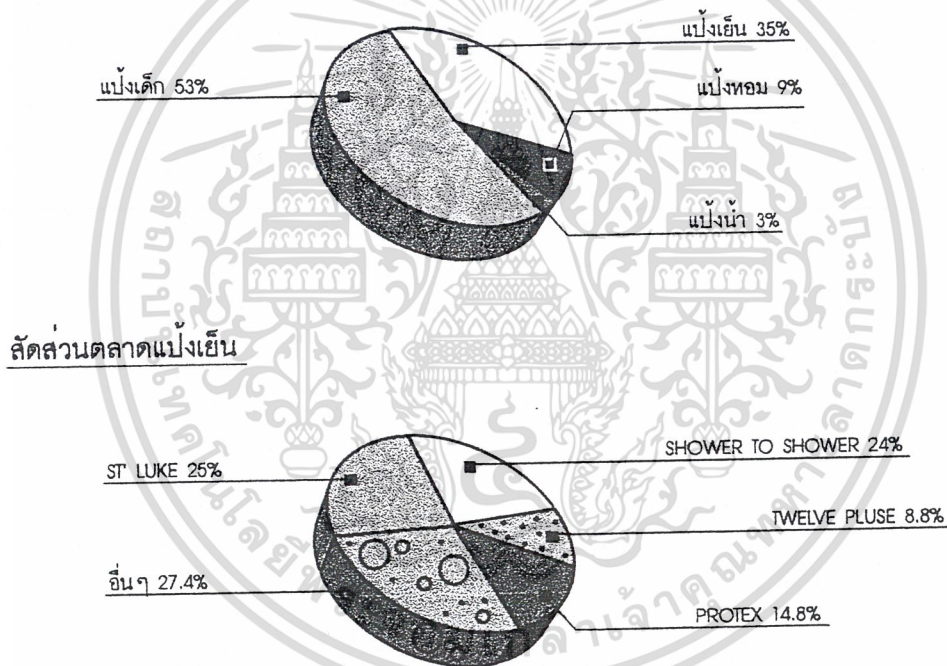 แป้งเย็น 35%
แป้งเด็ก 53%
แป้งหอม 9%
แป้งน้ำ 3%
สัดส่วนตลาดแป้งเย็น
SHOWER TO SHOWER 24%
ST' LUKE 25%
TWELVE PLUSE 8.8%
อื่นๆ 27.4%
PROTEX 14.8%